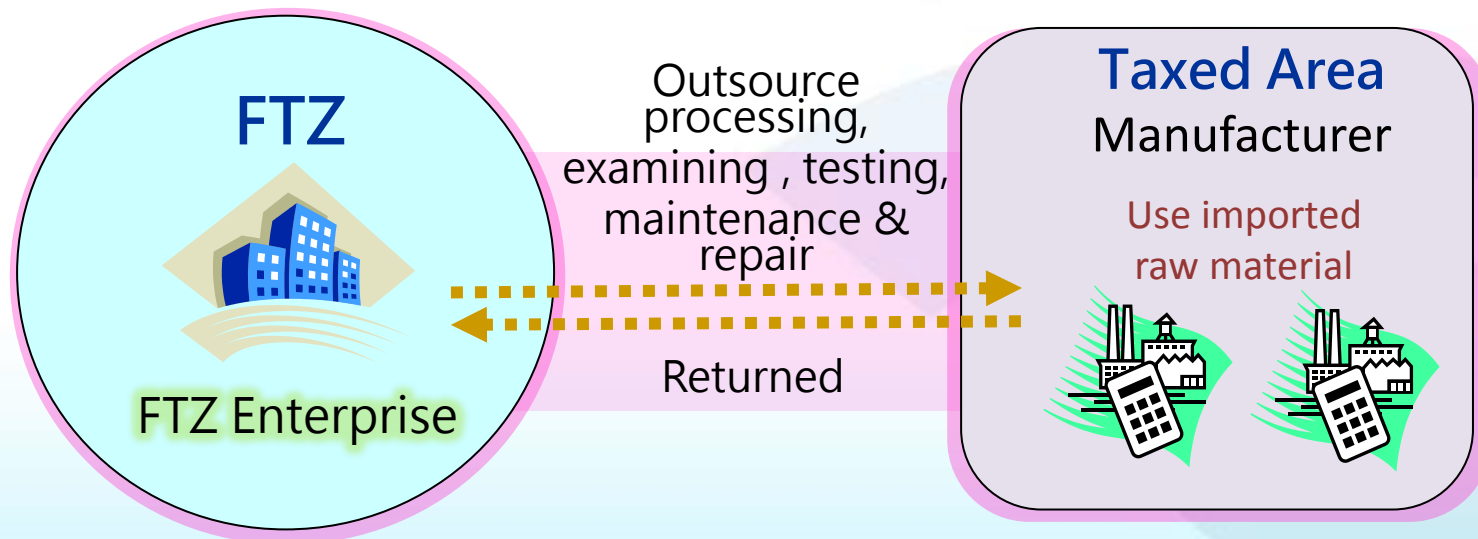 FTZ
FTZ Enterprise
Outsource
processing,
examining , testing,
maintenance &
repair
Returned
Taxed Area
Manufacturer
Use imported
raw material